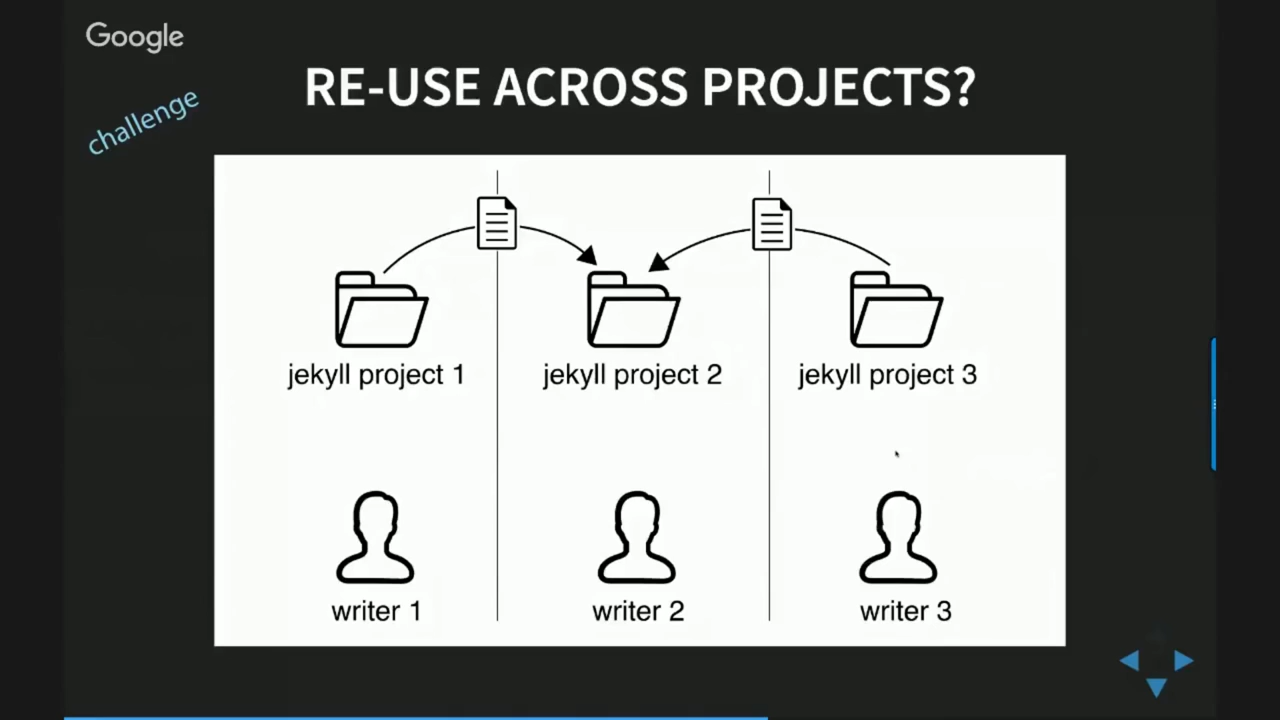 Google
challenge
RE-USE ACROSS PROJECTS?
jekyll project 1
jekyll project 2
jekyll project 3
writer 1
writer 2
writer 3